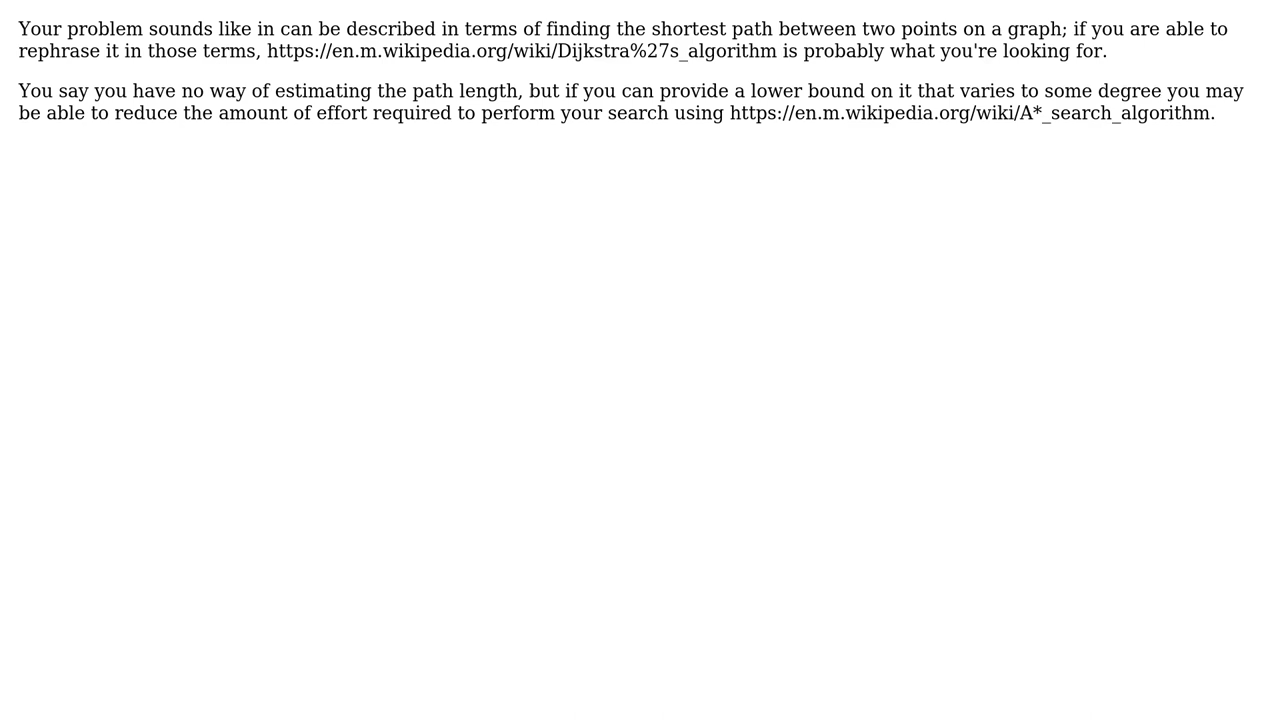 Your problem sounds like in can be described in terms of finding the shortest path between two points on a graph; if you are able to
rephrase it in those terms, https://en.m.wikipedia.org/wiki/Dijkstra%27s_algorithm is probably what you're looking for.
You say you have no way of estimating the path length, but if you can provide a lower bound on it that varies to some degree you may
be able to reduce the amount of effort required to perform your search using https://en.m.wikipedia.org/wiki/A*_search_algorithm.